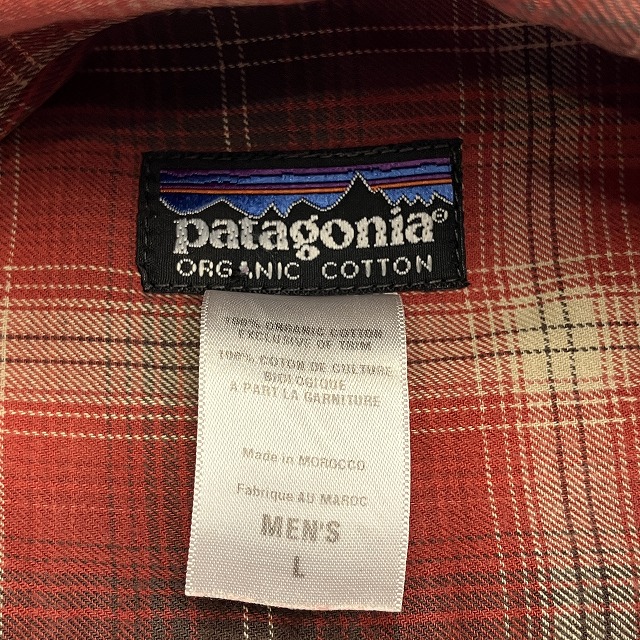 patagonia®
ORGANIC COTTON
100% ORGANIC COTTON
EXCLUSIVE OF TRIM
100% COTON DE CULTURE
BIOLOGIQUE
À PART LA GARNITURE
Made in MOROCCO
Fabriqué AU MAROC
MEN'S
L